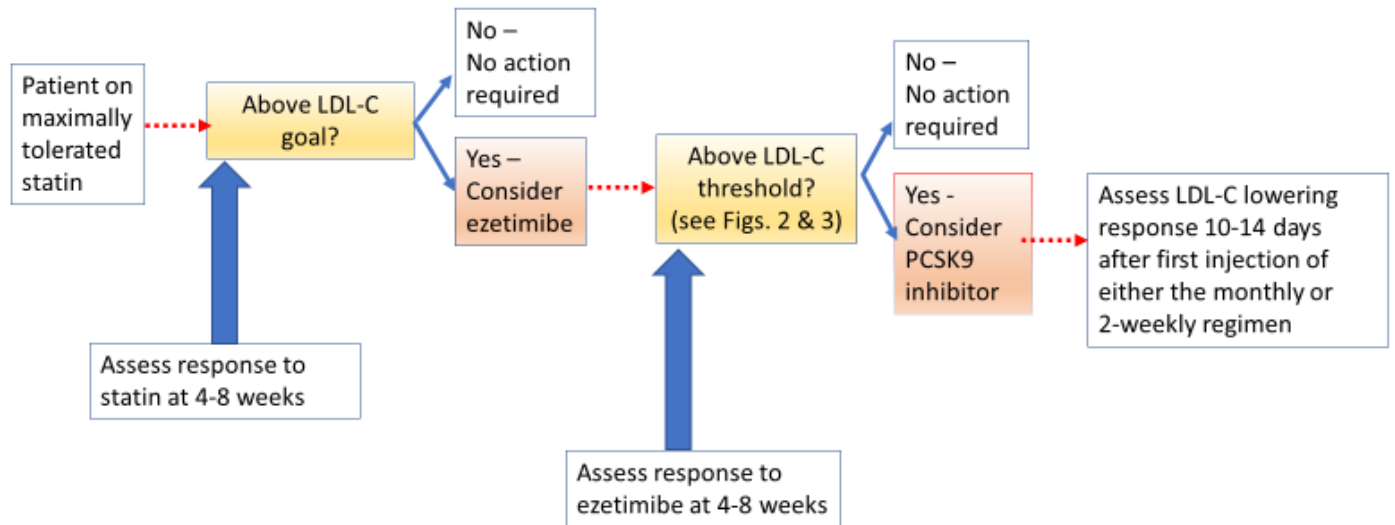 Patient on
maximally
tolerated
statin
Above LDL-C
goal?
No –
No action
required
Yes –
Consider
ezetimibe
Above LDL-C
threshold?
(see Figs. 2 & 3)
No –
No action
required
Yes -
Consider
PCSK9
inhibitor
Assess LDL-C lowering
response 10-14 days
after first injection of
either the monthly or
2-weekly regimen
Assess response to
statin at 4-8 weeks
Assess response to
ezetimibe at 4-8 weeks